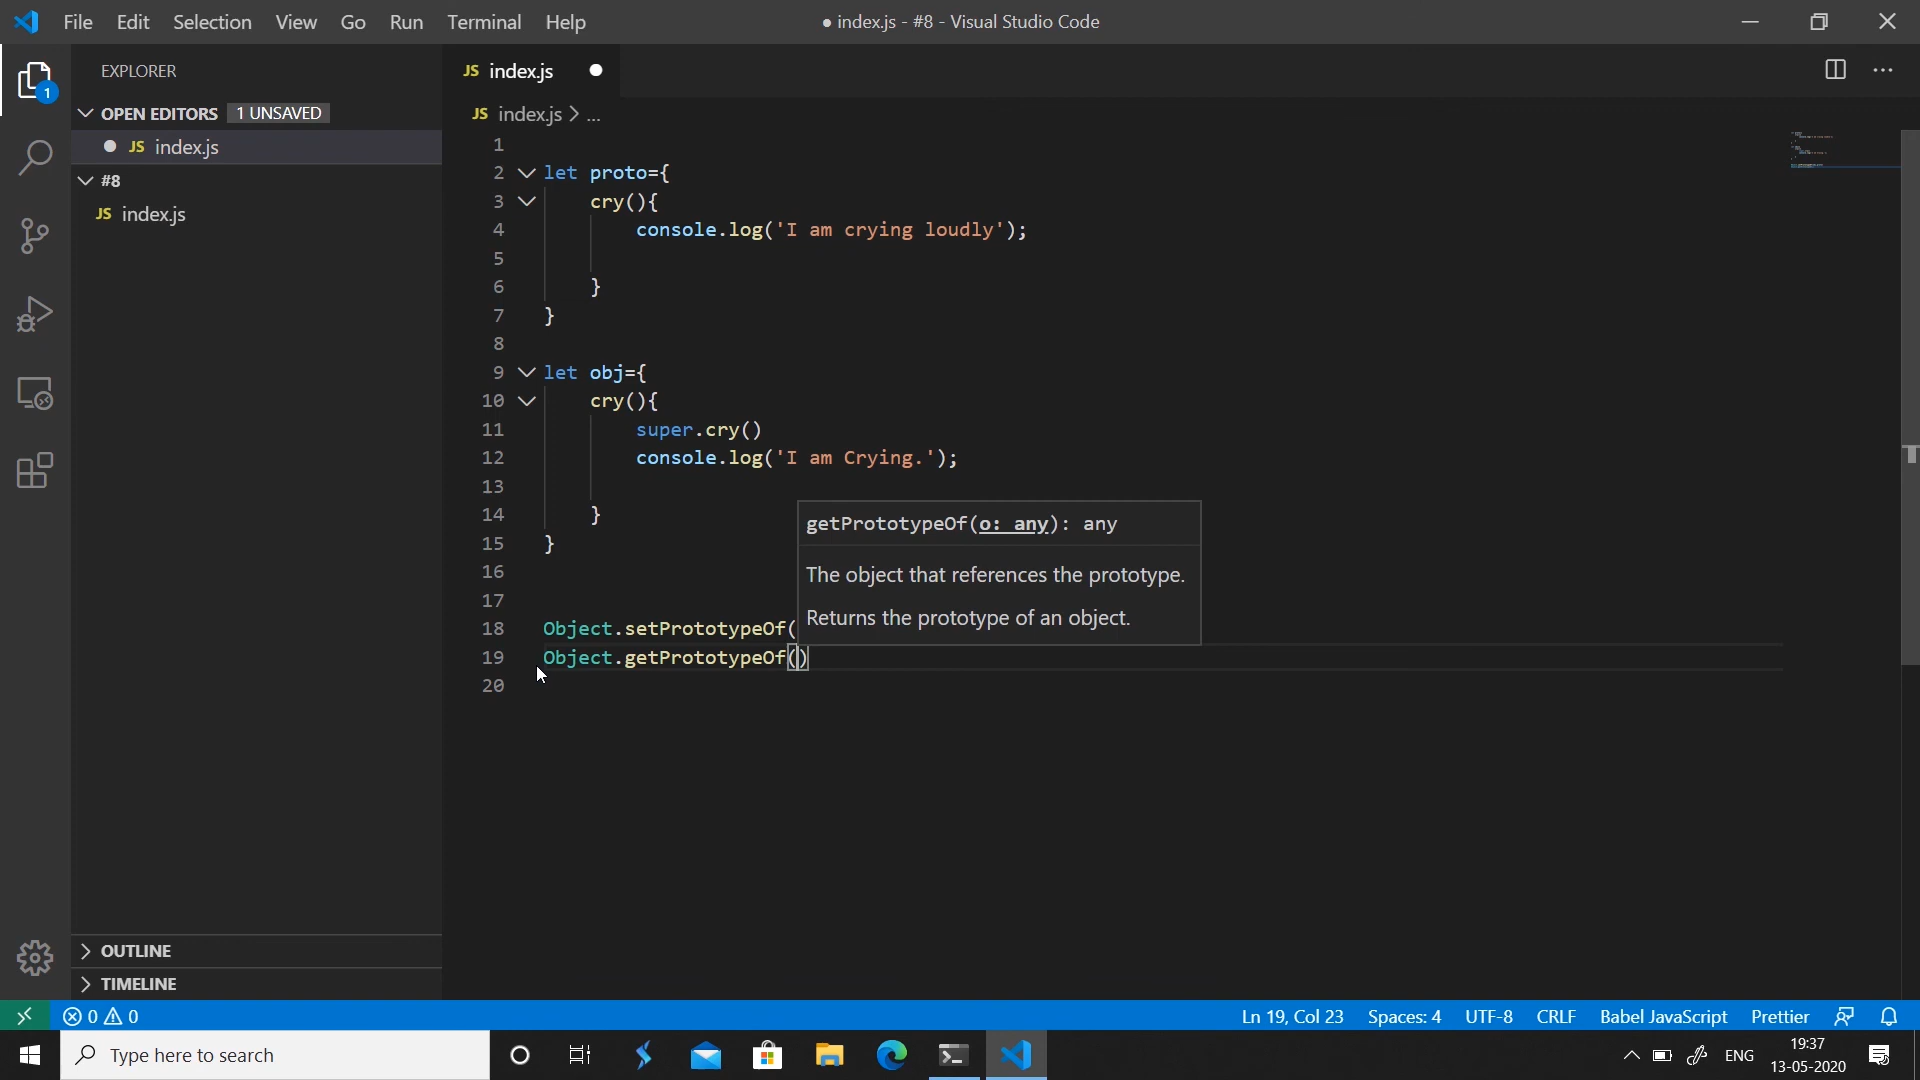 File Edit Selection View Go Run Terminal Help
● index.js - #8 - Visual Studio Code
EXPLORER
OPEN EDITORS 1 UNSAVED
JS index.js
#8
JS index.js
OUTLINE
TIMELINE
1
JS index.js
JS index.js > ...
1
2 let proto={
3 cry(){
4 console.log('I am crying loudly');
5
6 }
7 }
8
9 let obj={
10 cry(){
11 super.cry()
12 console.log('I am Crying.');
13
14 }
15 }
16
17
18 Object.setPrototypeOf(
19 Object.getPrototypeOf()
20
getPrototypeOf(o: any): any
The object that references the prototype.
Returns the prototype of an object.
0 0
Ln 19, Col 23 Spaces: 4 UTF-8 CRLF Babel JavaScript Prettier
Type here to search
ENG
19:37
13-05-2020